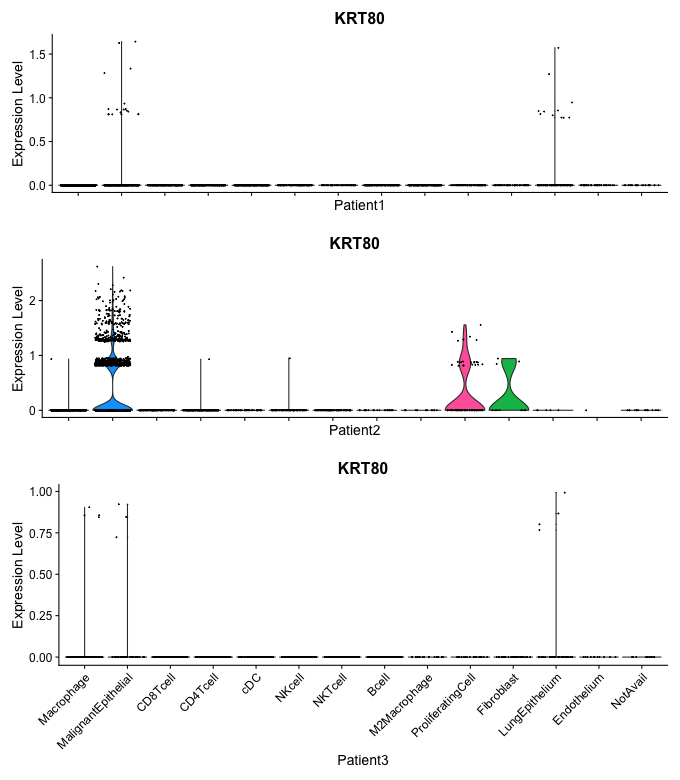 KRT80
Expression Level
1.5
1.0
0.5
0.0
Patient1
KRT80
Expression Level
2
1
0
Patient2
KRT80
Expression Level
1.00
0.75
0.50
0.25
0.00
Macrophage
MalignantEpithelial
CD8Tcell
CD4Tcell
cDC
NKcell
NKTcell
Bcell
M2Macrophage
ProliferatingCell
Fibroblast
LungEpithelium
Endothelium
NotAvail
Patient3